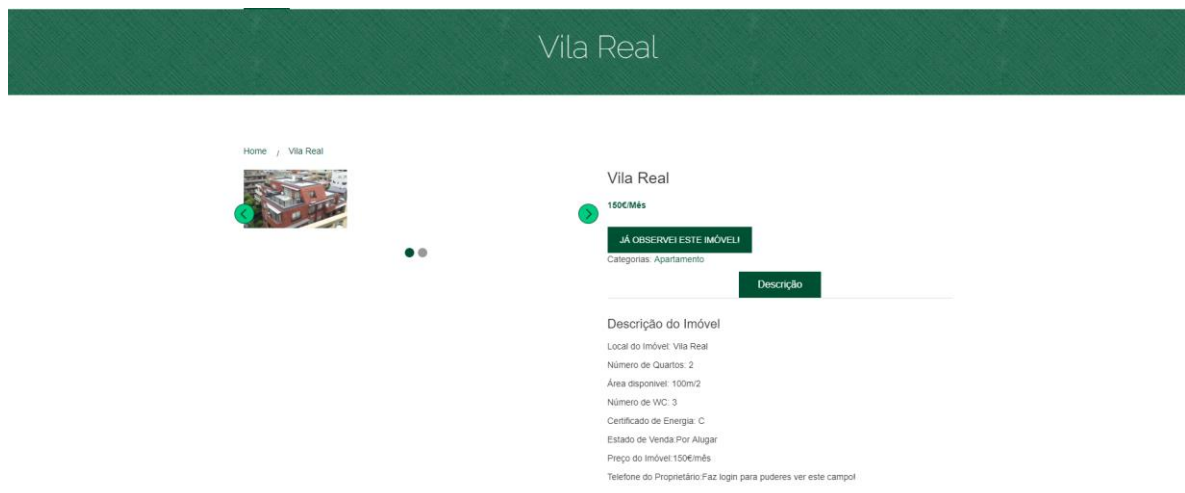 Vila Real
Home / Vila Real
Vila Real
150€/Mês
JÁ OBSERVEI ESTE IMÓVEL!
Categorias: Apartamento
Descrição
Descrição do Imóvel
Local do Imóvel: Vila Real
Número de Quartos: 2
Área disponivel: 100m/2
Número de WC: 3
Certificado de Energia: C
Estado de Venda:Por Alugar
Preço do Imóvel:150€/mês
Telefone do Proprietário:Faz login para puderes ver este campo!